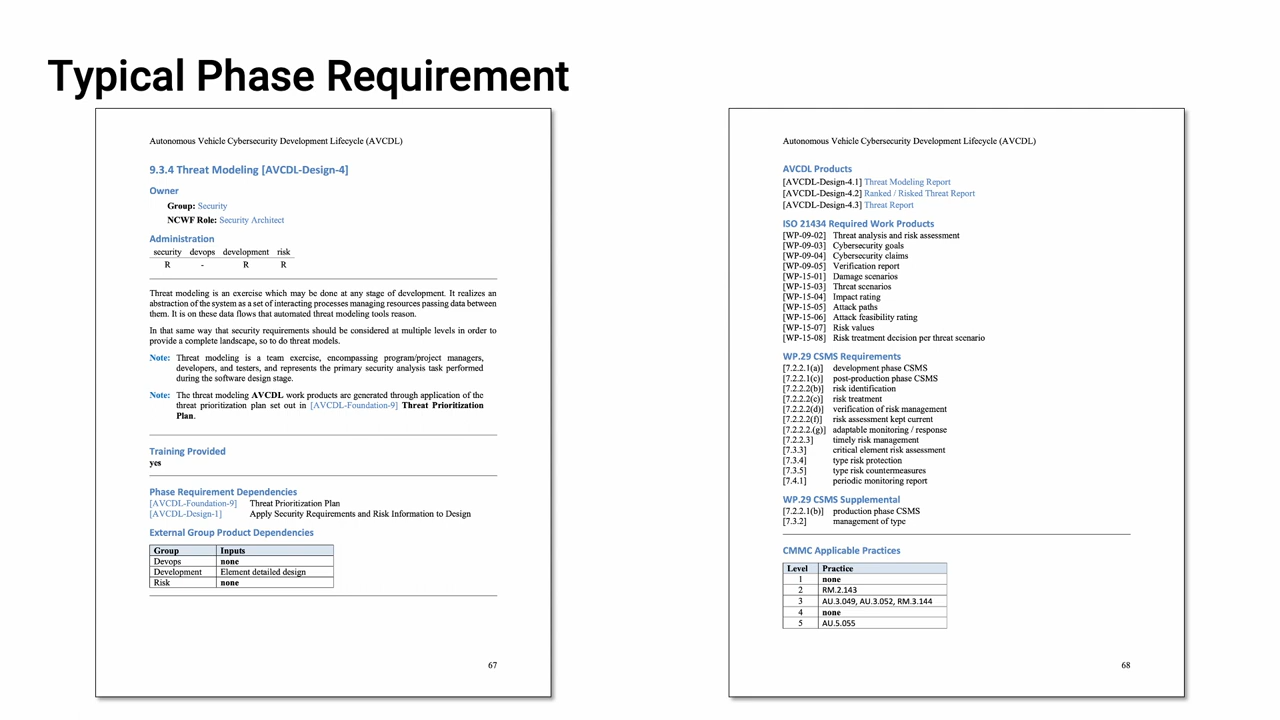 Typical Phase Requirement
Autonomous Vehicle Cybersecurity Development Lifecycle (AVCDL)
9.3.4 Threat Modeling [AVCDL-Design-4]
Owner
Group: Security
NCWF Role: Security Architect
Administration
security devops development risk
R - R R
Threat modeling is an exercise which may be done at any stage of development. It realizes an
abstraction of the system as a set of interacting processes managing resources passing data between
them. It is on these data flows that automated threat modeling tools reason.
In that same way that security requirements should be considered at multiple levels in order to
provide a complete landscape, so to do threat models.
Note: Threat modeling is a team exercise, encompassing program/project managers,
developers, and testers, and represents the primary security analysis task performed
during the software design stage.
Note: The threat modeling AVCDL work products are generated through application of the
threat prioritization plan set out in [AVCDL-Foundation-9] Threat Prioritization
Plan.
Training Provided
yes
Phase Requirement Dependencies
[AVCDL-Foundation-9] Threat Prioritization Plan
[AVCDL-Design-1] Apply Security Requirements and Risk Information to Design
External Group Product Dependencies
Group Inputs
Devops none
Development Element detailed design
Risk none
67
Autonomous Vehicle Cybersecurity Development Lifecycle (AVCDL)
AVCDL Products
[AVCDL-Design-4.1] Threat Modeling Report
[AVCDL-Design-4.2] Ranked / Risked Threat Report
[AVCDL-Design-4.3] Threat Report
ISO 21434 Required Work Products
[WP-09-02] Threat analysis and risk assessment
[WP-09-03] Cybersecurity goals
[WP-09-04] Cybersecurity claims
[WP-09-05] Verification report
[WP-15-01] Damage scenarios
[WP-15-03] Threat scenarios
[WP-15-04] Impact rating
[WP-15-05] Attack paths
[WP-15-06] Attack feasibility rating
[WP-15-07] Risk values
[WP-15-08] Risk treatment decision per threat scenario
WP.29 CSMS Requirements
[7.2.2.1(a)] development phase CSMS
[7.2.2.1(c)] post-production phase CSMS
[7.2.2.2(b)] risk identification
[7.2.2.2(c)] risk treatment
[7.2.2.2(d)] verification of risk management
[7.2.2.2(f)] risk assessment kept current
[7.2.2.2.(g)] adaptable monitoring / response
[7.2.2.3] timely risk management
[7.3.3] critical element risk assessment
[7.3.4] type risk protection
[7.3.5] type risk countermeasures
[7.4.1] periodic monitoring report
WP.29 CSMS Supplemental
[7.2.2.1(b)] production phase CSMS
[7.3.2] management of type
CMMC Applicable Practices
Level Practice
1 none
2 RM.2.143
3 AU.3.049, AU.3.052, RM.3.144
4 none
5 AU.5.055
68